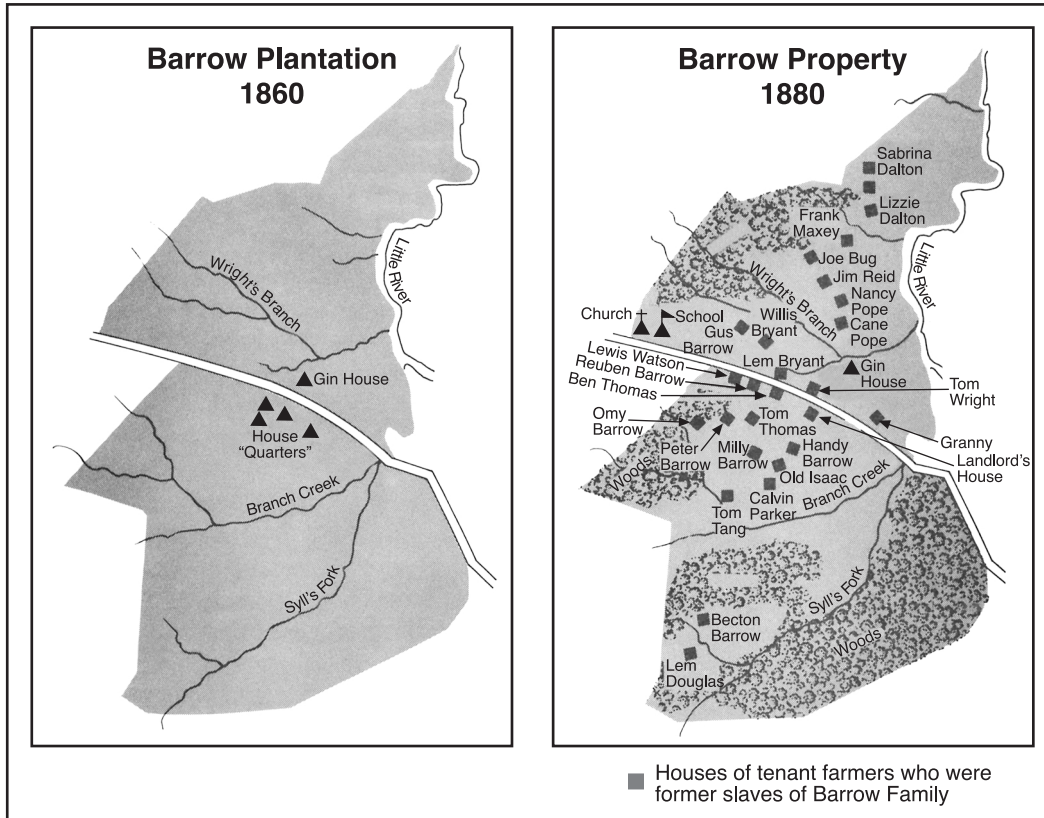 Barrow Plantation
1860
Little River
Wright's Branch
Gin House
House
"Quarters"
Branch Creek
Syll's Fork
Barrow Property
1880
Sabrina
Dalton
Lizzie
Dalton
Frank
Maxey
Little River
Joe Bug
Jim Reid
Wright's Branch
Nancy
Pope
Cane
Pope
Church
School
Willis
Bryant
Gus
Barrow
Lem Bryant
Gin
House
Lewis Watson
Reuben Barrow
Ben Thomas
Tom
Wright
Omy
Barrow
Tom
Thomas
Granny
Peter
Barrow
Milly
Barrow
Handy
Barrow
Landlord's
House
Woods
Old Isaac
Calvin
Parker
Branch Creek
Tom
Tang
Syll's Fork
Becton
Barrow
Woods
Lem
Douglas
Houses of tenant farmers who were
former slaves of Barrow Family